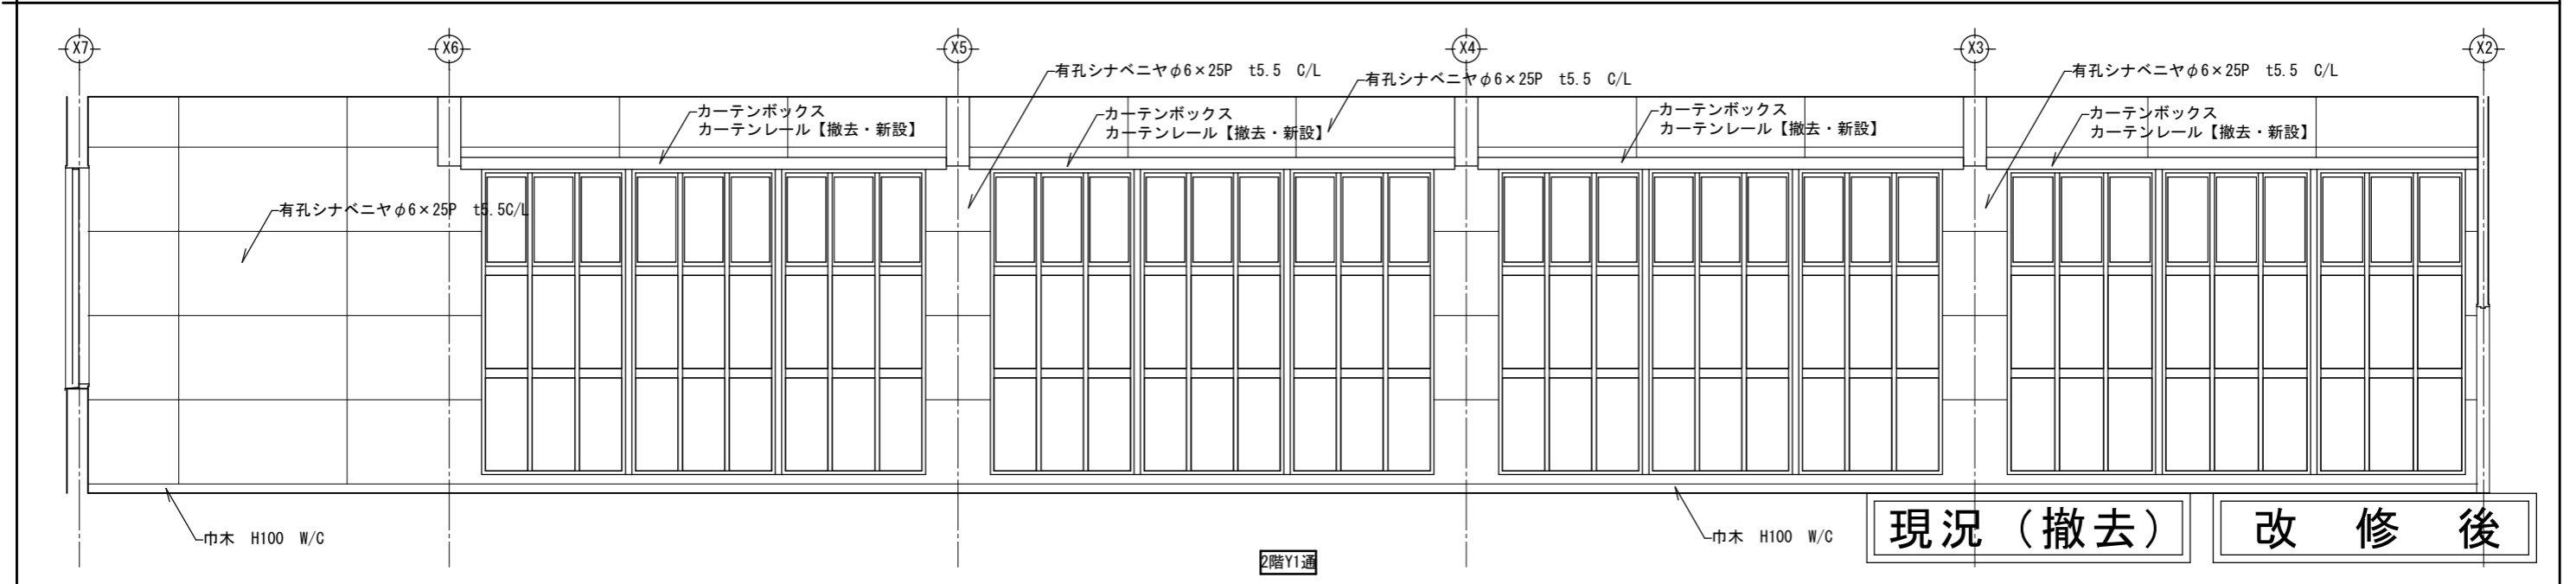 X7
X6
X5
X4
X3
X2
有孔シナベニヤφ6×25P t5.5 C/L
有孔シナベニヤφ6×25P t5.5 C/L
有孔シナベニヤφ6×25P t5.5 C/L
カーテンボックス
カーテンレール【撤去・新設】
カーテンボックス
カーテンレール【撤去・新設】
カーテンボックス
カーテンレール【撤去・新設】
カーテンボックス
カーテンレール【撤去・新設】
有孔シナベニヤφ6×25P t5.5C/L
巾木 H100 W/C
巾木 H100 W/C
現況（撤去）
改修後
2階Y1通